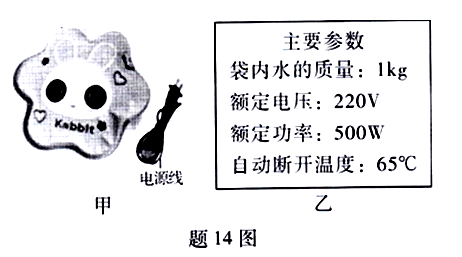 Kabbit
电源线
甲
主要参数
袋内水的质量：1kg
额定电压：220V
额定功率：500W
自动断开温度：65℃
乙
题14图